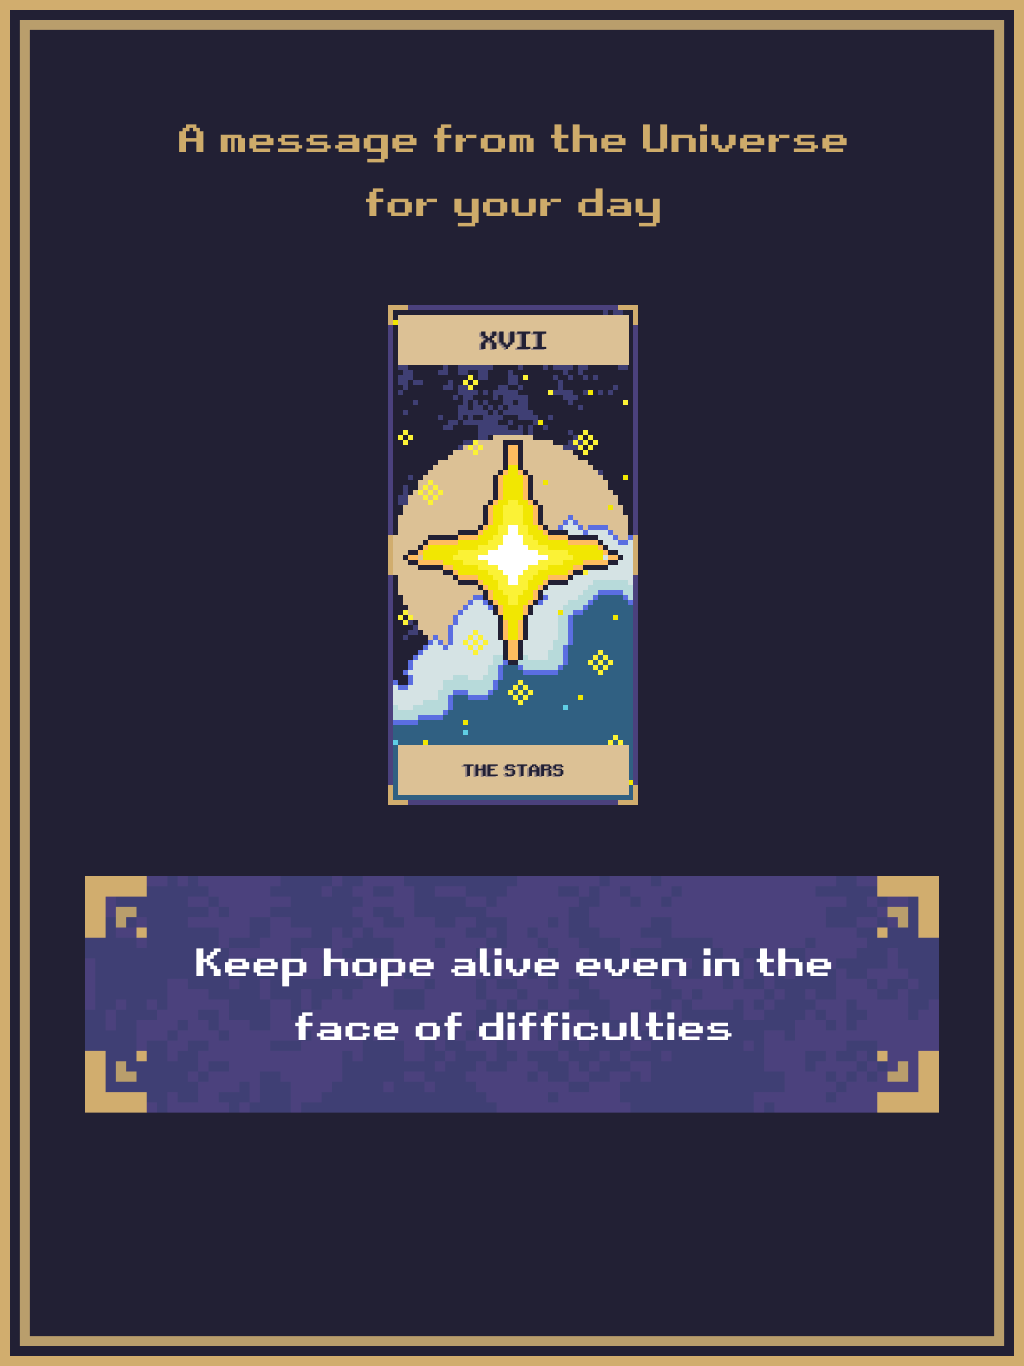 A message from the Universe
for your day
XVII
THE STARS
Keep hope alive even in the
face of difficulties